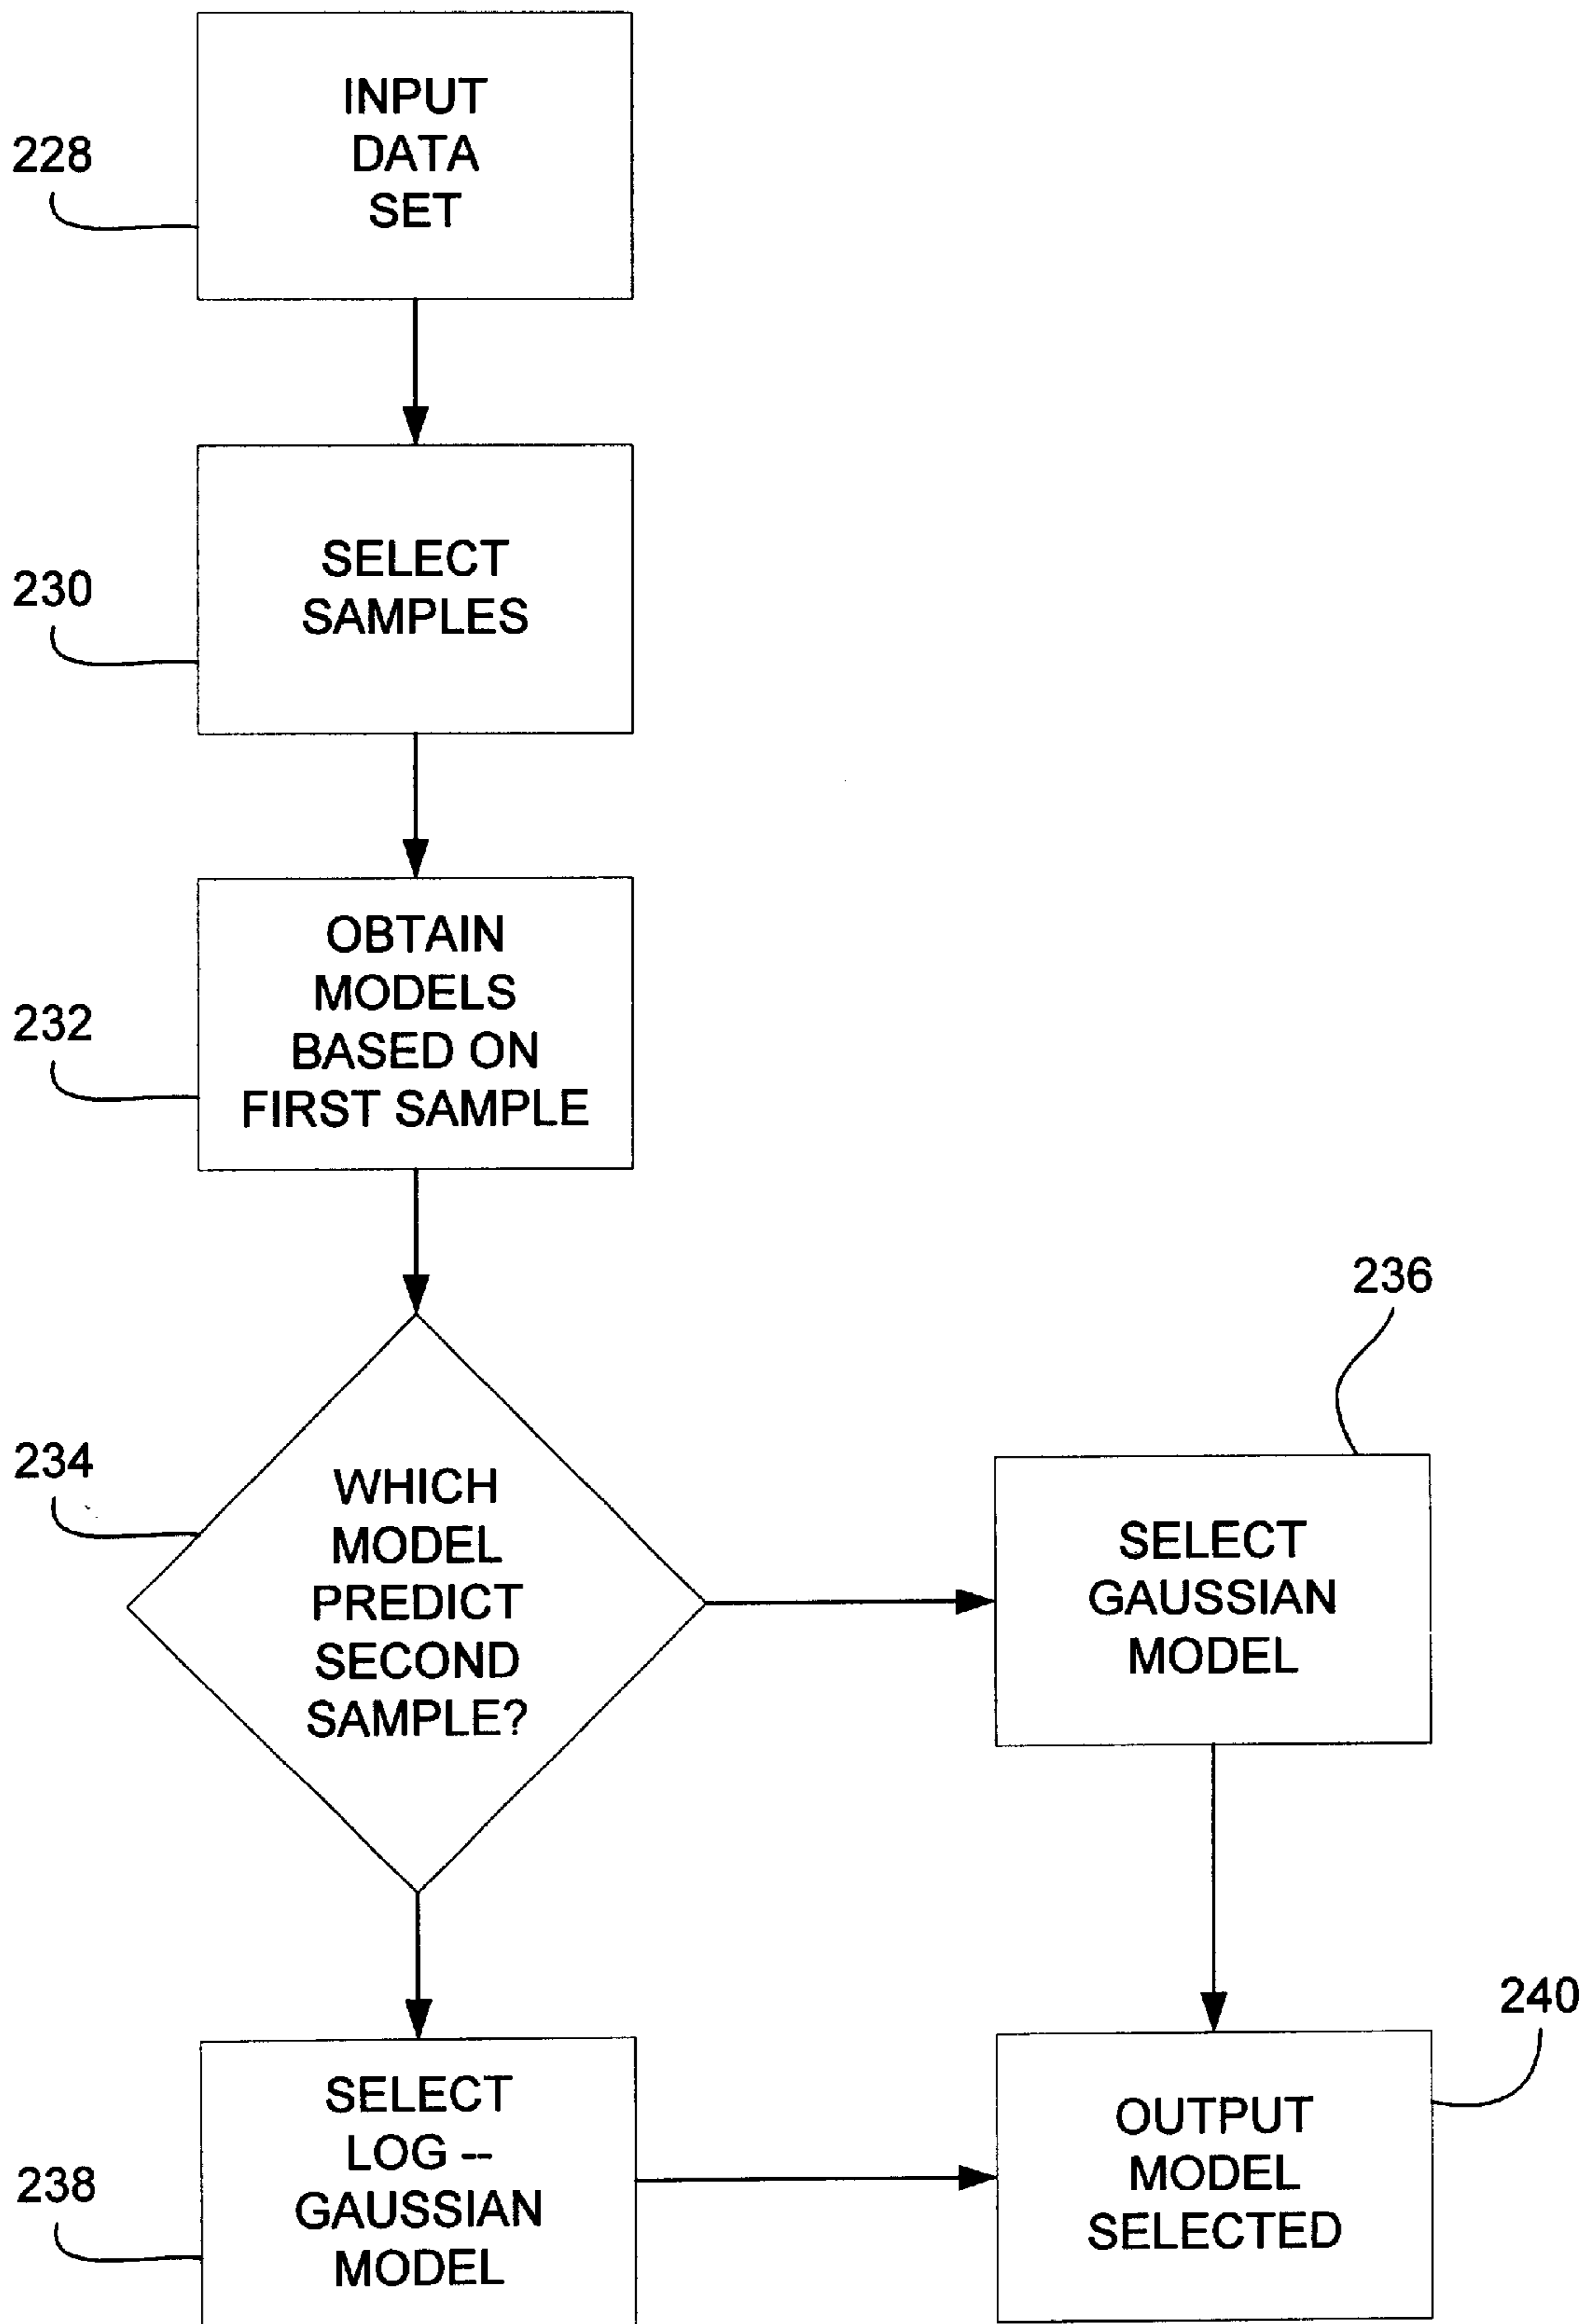 INPUT
DATA
SET
228
SELECT
SAMPLES
230
OBTAIN
MODELS
BASED ON
FIRST SAMPLE
232
WHICH
MODEL
PREDICT
SECOND
SAMPLE?
234
236
SELECT
GAUSSIAN
MODEL
SELECT
LOG --
GAUSSIAN
MODEL
238
240
OUTPUT
MODEL
SELECTED